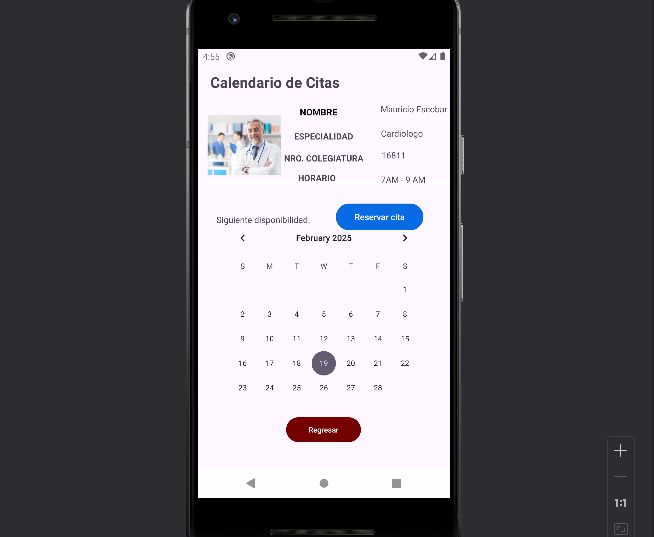 4:55
Calendario de Citas
NOMBRE Mauricio Escobar
ESPECIALIDAD Cardiologo
NRO. COLEGIATURA 16811
HORARIO 7AM - 9 AM
Siguiente disponibilidad: Reservar cita
February 2025
S M T W T F S
1
2 3 4 5 6 7 8
9 10 11 12 13 14 15
16 17 18 19 20 21 22
23 24 25 26 27 28
Regresar
1:1